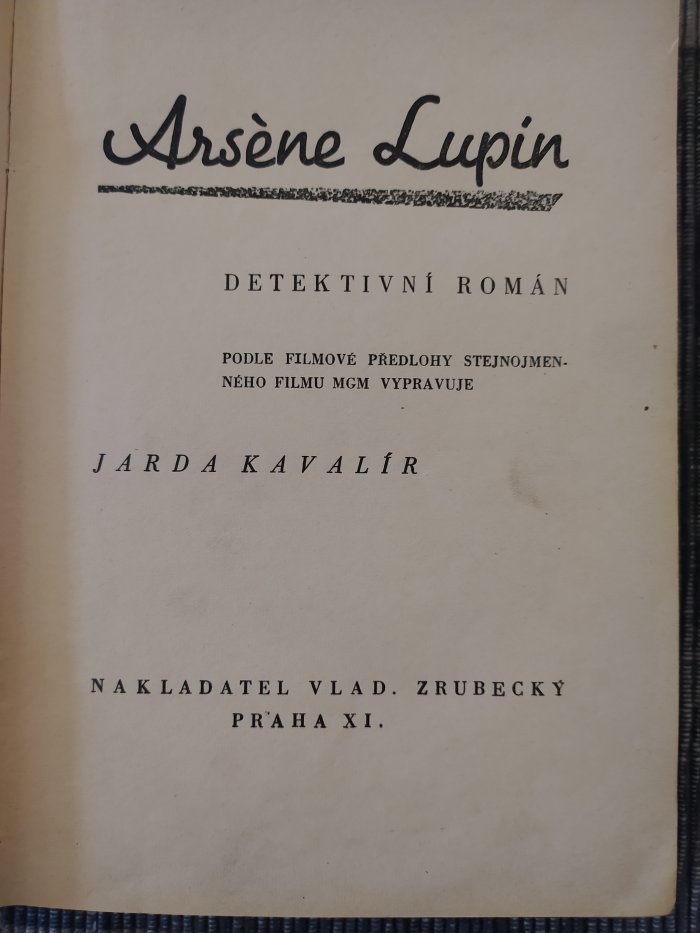 Arsène Lupin
DETEKTIVNÍ ROMÁN
PODLE FILMOVÉ PŘEDLOHY STEJNOJMEN-
NÉHO FILMU MGM VYPRAVUJE
JARDA KAVALÍR
NAKLADATEL VLAD. ZRUBECKÝ
PRAHA XI.